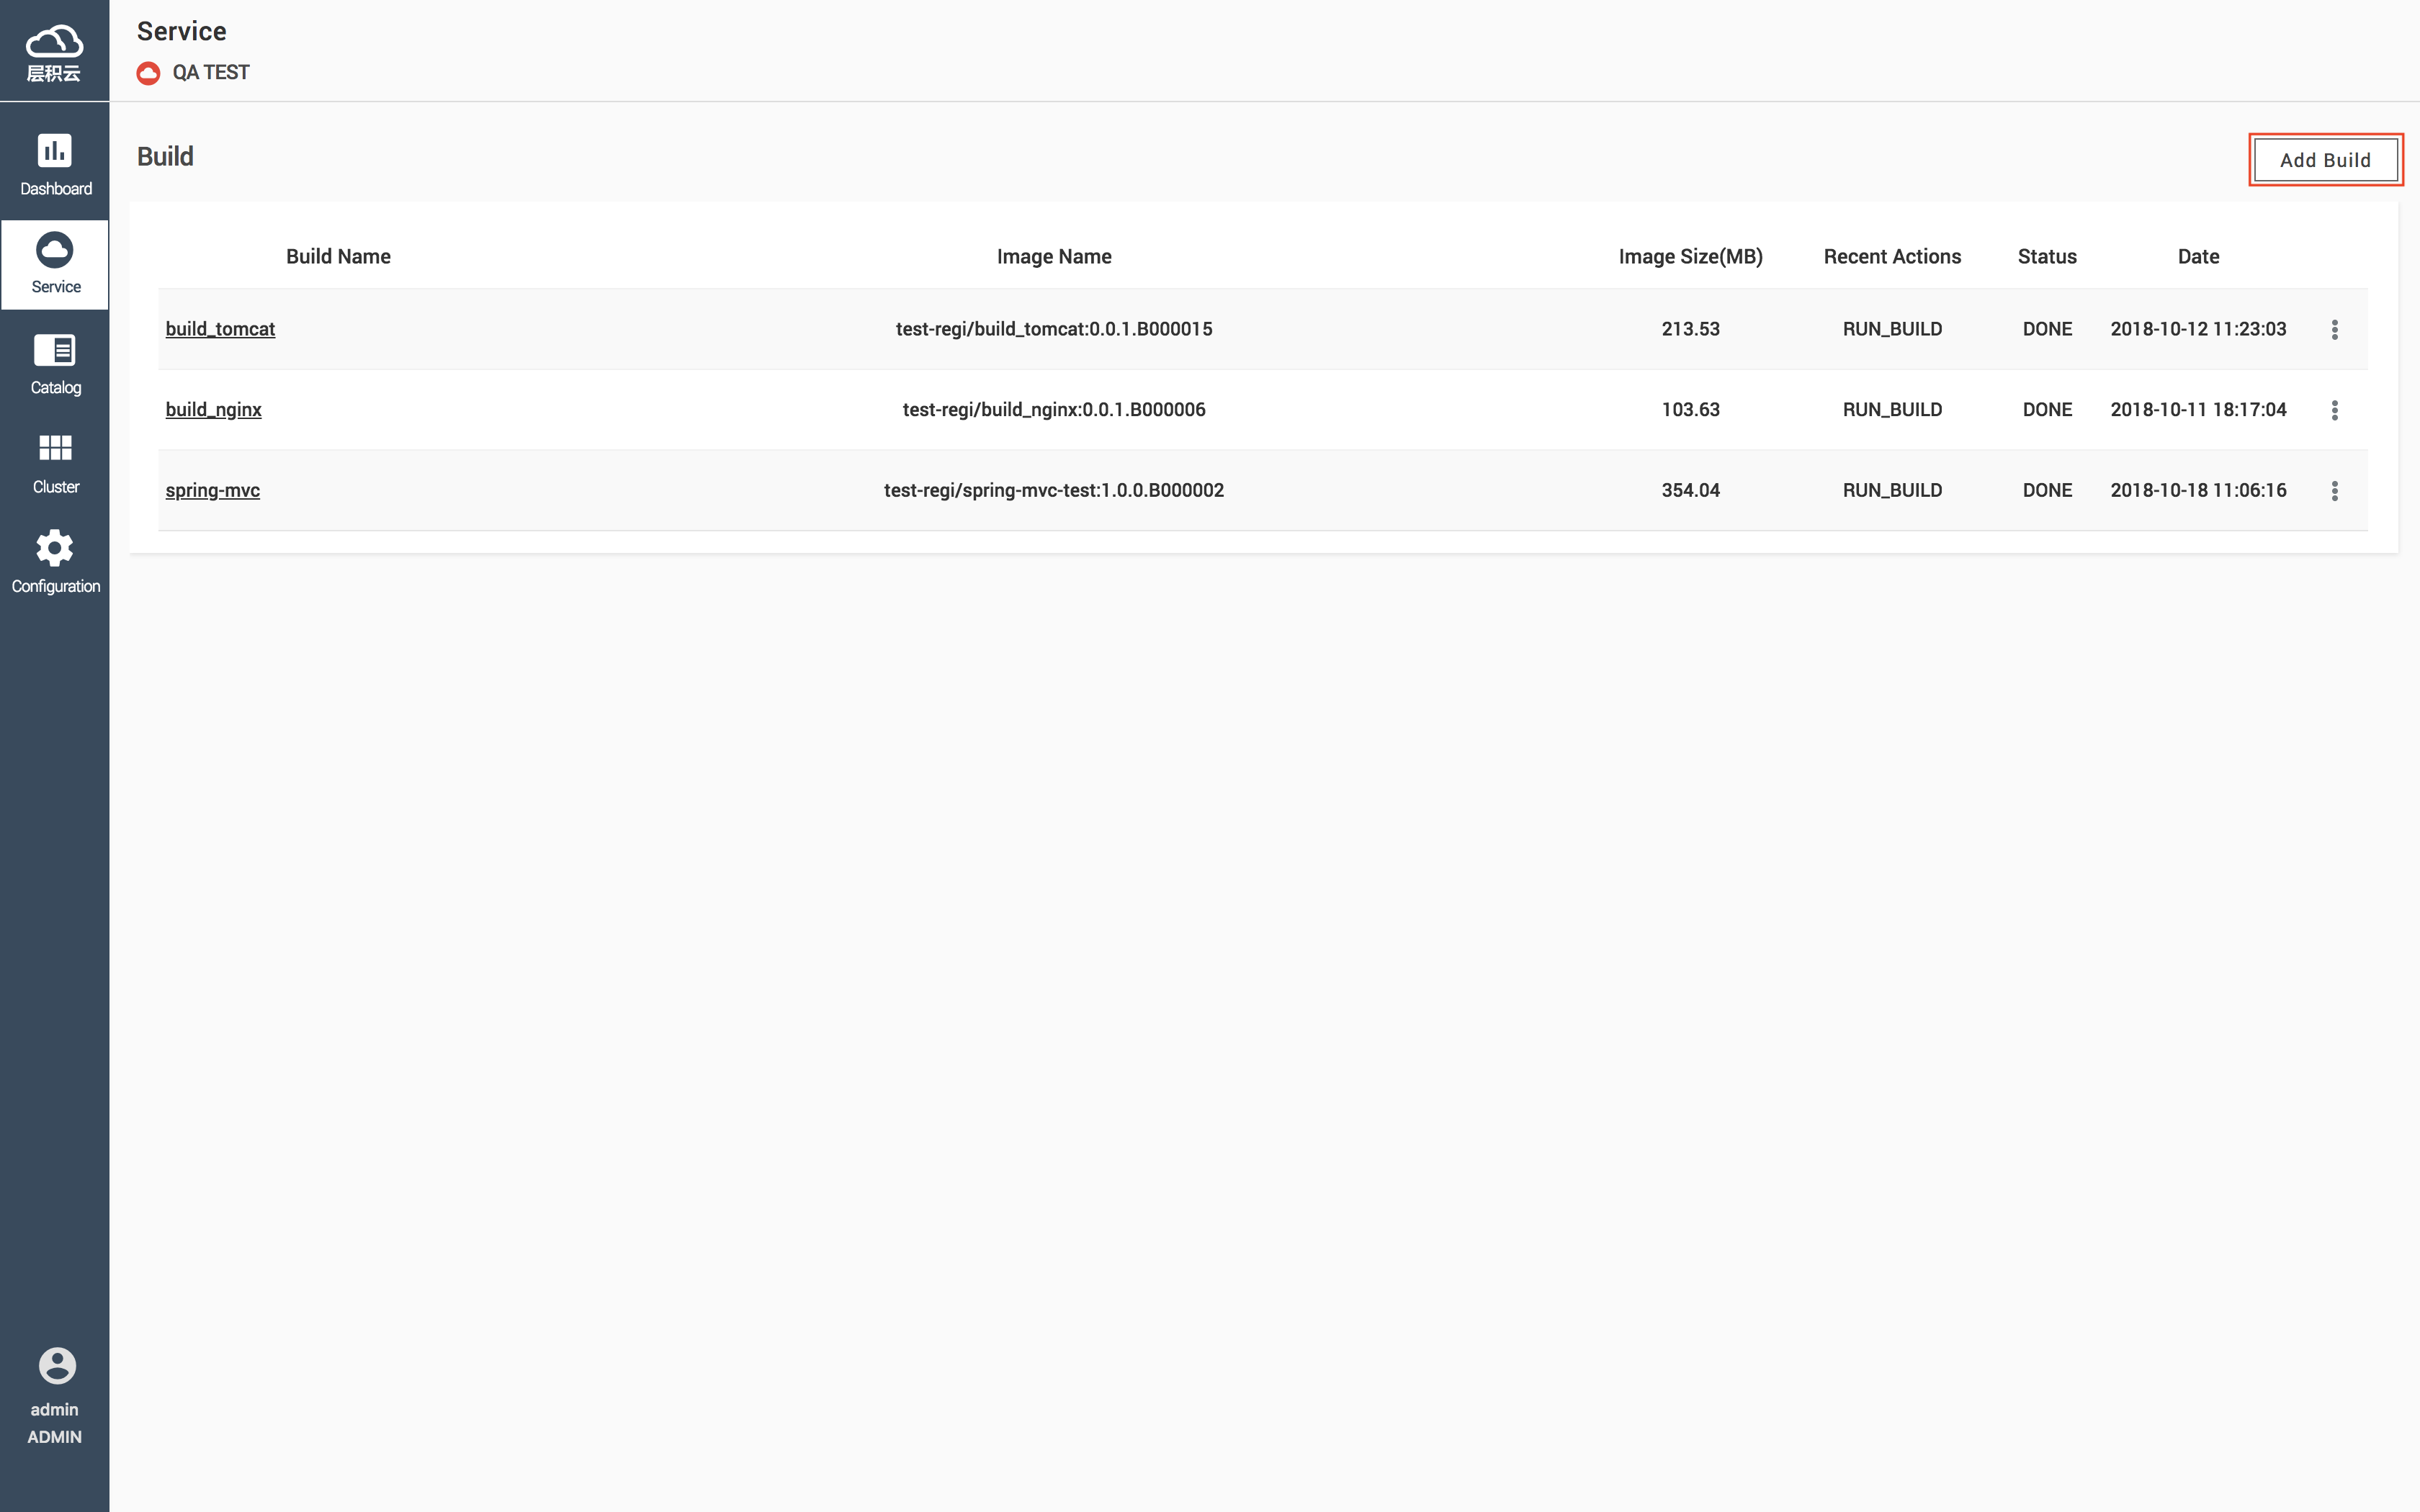 层积云
Service
QA TEST
Dashboard
Service
Catalog
Cluster
Configuration
admin
ADMIN
Build
Add Build
Build Name Image Name Image Size(MB) Recent Actions Status Date
build_tomcat test-regi/build_tomcat:0.0.1.B000015 213.53 RUN_BUILD DONE 2018-10-12 11:23:03
build_nginx test-regi/build_nginx:0.0.1.B000006 103.63 RUN_BUILD DONE 2018-10-11 18:17:04
spring-mvc test-regi/spring-mvc-test:1.0.0.B000002 354.04 RUN_BUILD DONE 2018-10-18 11:06:16